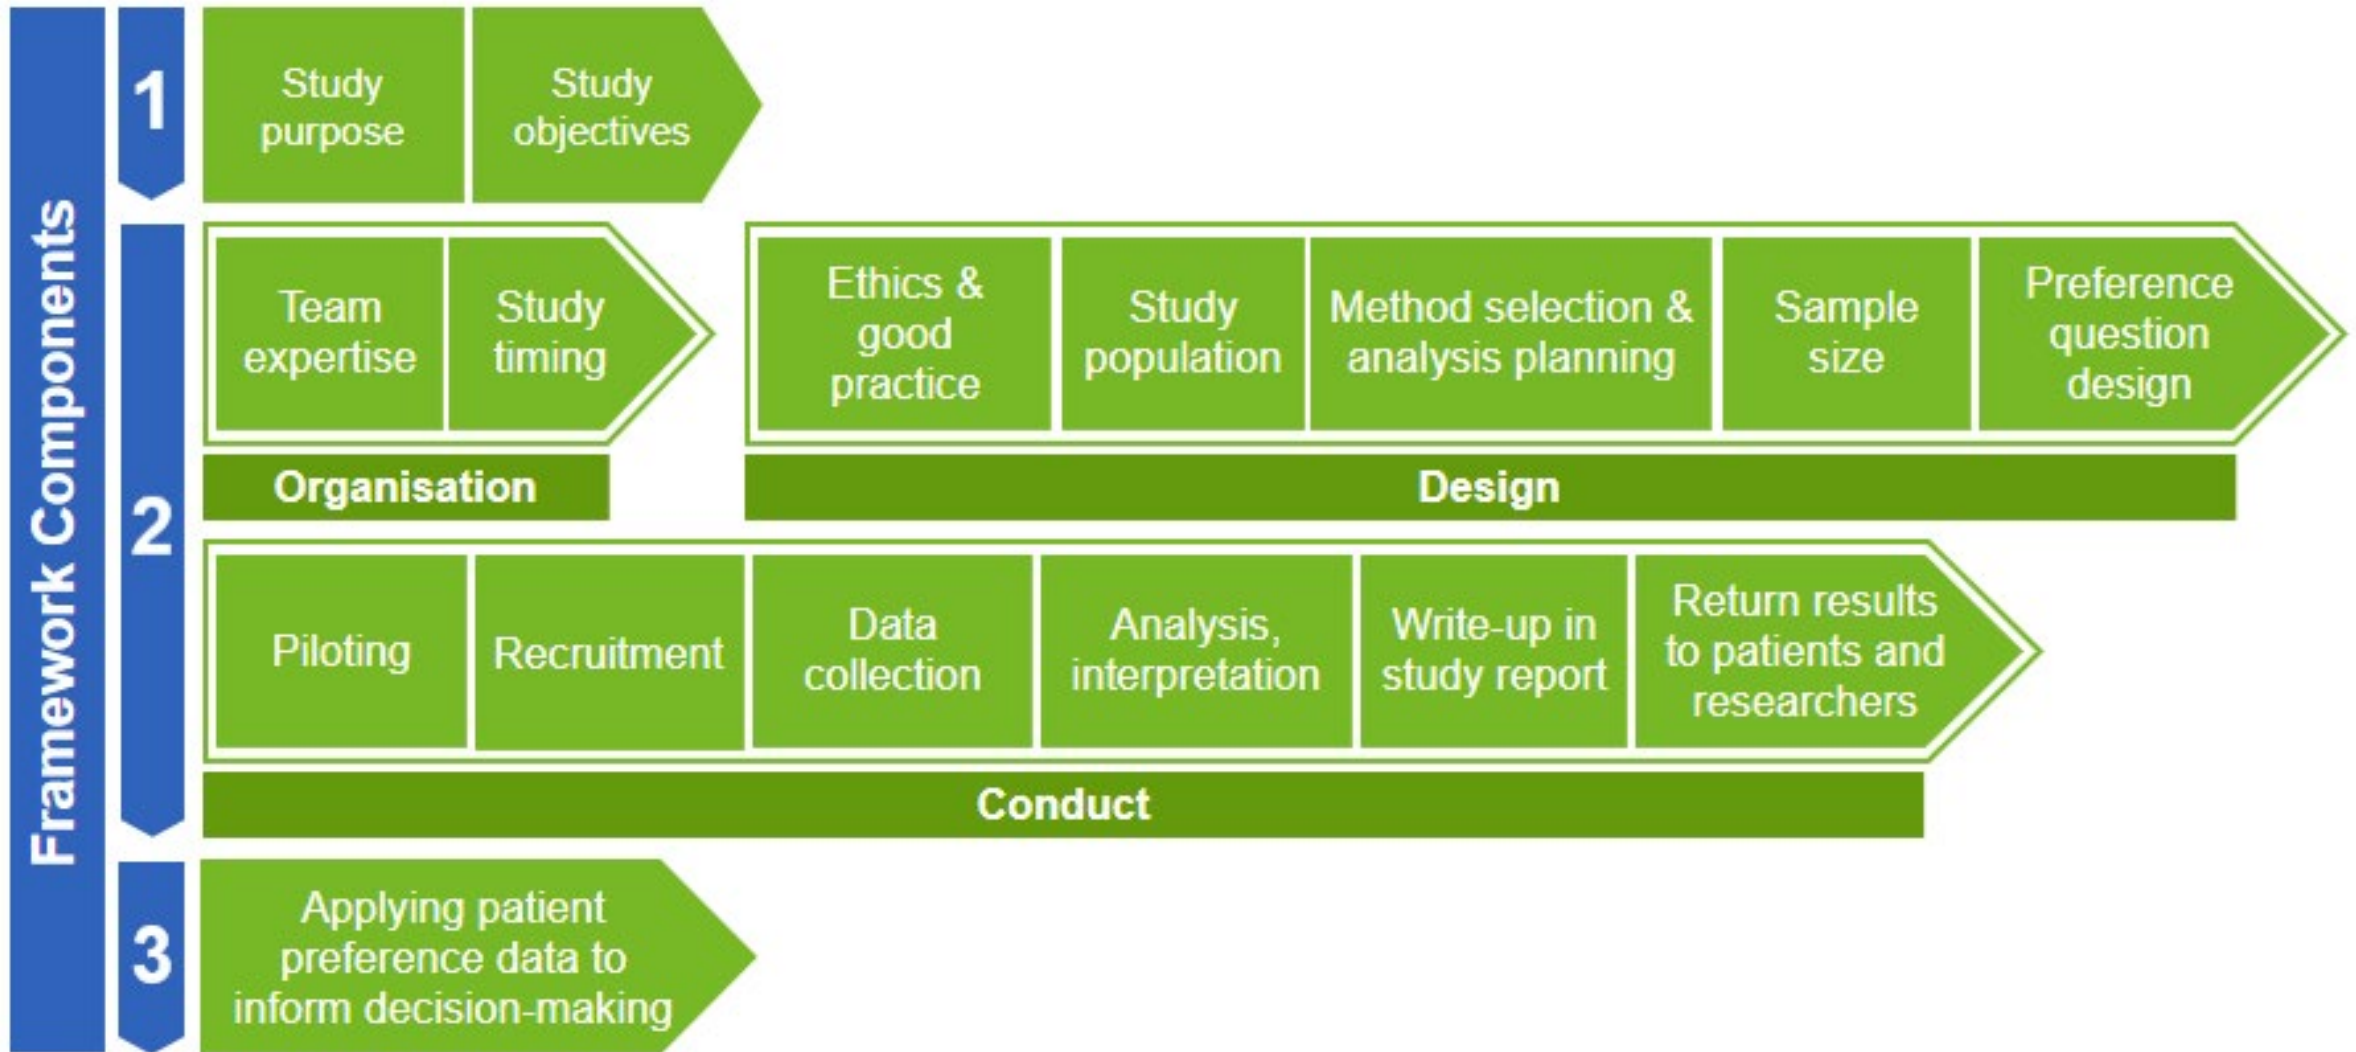 Framework Components
1
Study
purpose
Study
objectives
2
Team
expertise
Study
timing
Organisation
Ethics &
good
practice
Study
population
Method selection &
analysis planning
Sample
size
Preference
question
design
Design
Piloting
Recruitment
Data
collection
Analysis,
interpretation
Write-up in
study report
Return results
to patients and
researchers
Conduct
3
Applying patient
preference data to
inform decision-making